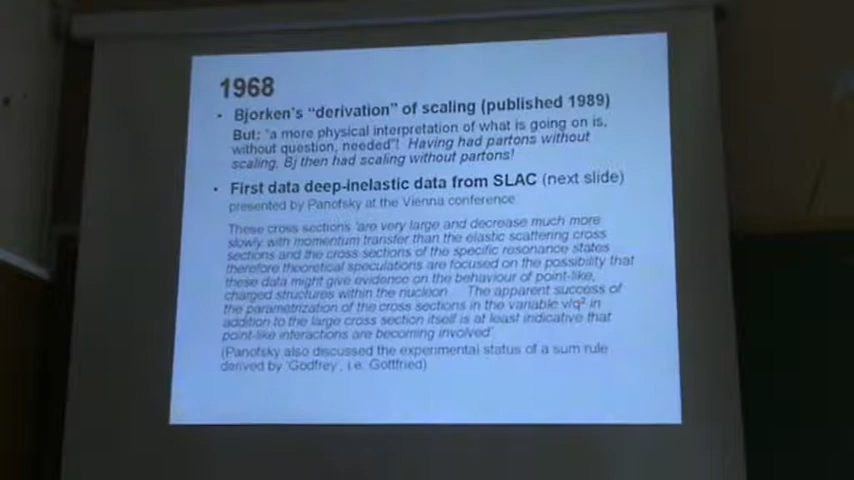 1968
• Bjorken's "derivation" of scaling (published 1989)
But: "a more physical interpretation of what is going on is,
without question, needed"! Having had partons without
scaling, Bj then had scaling without partons!
• First data deep-inelastic data from SLAC (next slide)
presented by Panofsky at the Vienna conference
These cross sections 'are very large and decrease much more
slowly with momentum transfer than the elastic scattering cross
sections and the cross sections of the specific resonance states
therefore theoretical speculations are focused on the possibility that
these data might give evidence on the behaviour of point-like,
charged structures within the nucleon The apparent success of
the parametrization of the cross sections in the variable ν/q² in
addition to the large cross section itself is at least indicative that
point-like interactions are becoming involved'
(Panofsky also discussed the experimental status of a sum rule
derived by 'Godfrey', i.e. Gottfried)